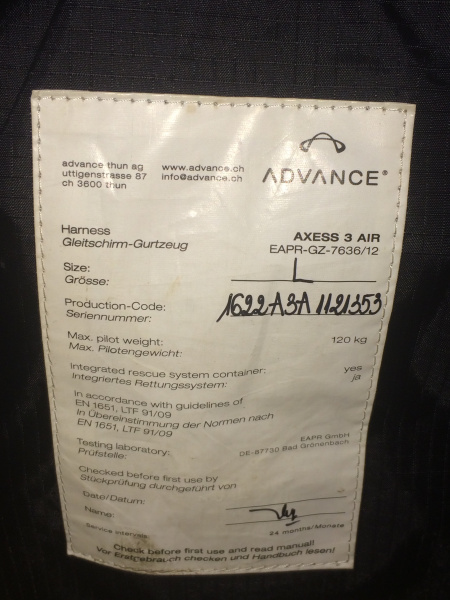 advance thun ag www.advance.ch
uttigenstrasse 87 info@advance.ch
ch 3600 thun
ADVANCE®
Harness AXESS 3 AIR
Gleitschirm-Gurtzeug EAPR-GZ-7636/12
Size: L
Grösse:
Production-Code: 1622A3A1121353
Seriennummer:
Max. pilot weight: 120 kg
Max. Pilotengewicht:
Integrated rescue system container: yes
Integriertes Rettungssystem: ja
In accordance with guidelines of
EN 1651, LTF 91/09
In Übereinstimmung der Normen nach
EN 1651, LTF 91/09
Testing laboratory: EAPR GmbH
Prüfstelle: DE-87730 Bad Grönenbach
Checked before first use by
Stückprüfung durchgeführt von
Date/Datum:
Name:
Service intervals: 24 months/Monate
Check before first use and read manual!
Vor Erstgebrauch checken und Handbuch lesen!